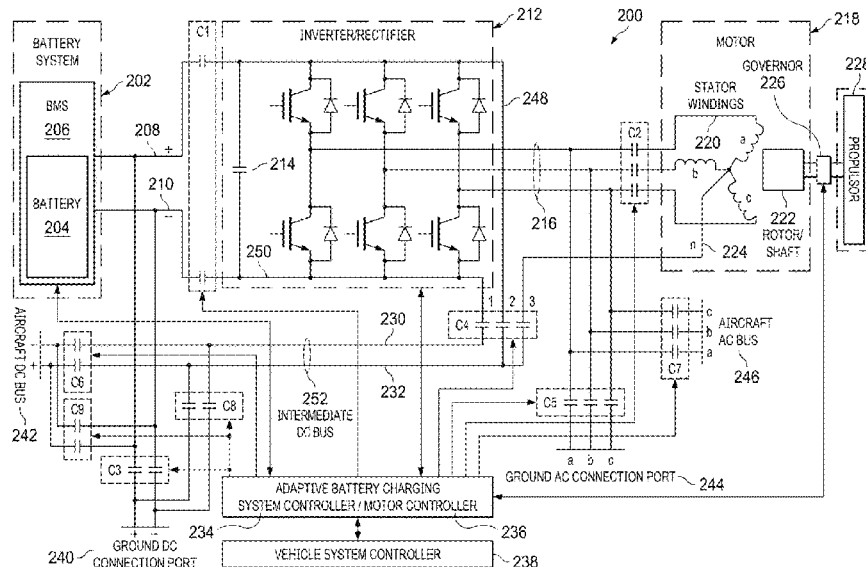 BATTERY
SYSTEM
202
BMS
206
208
+
BATTERY
204
210
–
C1
212
INVERTER/RECTIFIER
214
248
250
216
200
C2
MOTOR
218
GOVERNOR
226
228
STATOR
WINDINGS
220
a
b
c
n
222
ROTOR/
SHAFT
224
PROPULSOR
AIRCRAFT DC BUS
242
–
+
C6
C9
C8
C3
230
232
252
INTERMEDIATE
DC BUS
C4
1
2
3
C5
C7
c
b
a
AIRCRAFT
AC BUS
246
a b c
GROUND AC CONNECTION PORT
244
ADAPTIVE BATTERY CHARGING
SYSTEM CONTROLLER / MOTOR CONTROLLER
234
236
240
GROUND DC
CONNECTION PORT
VEHICLE SYSTEM CONTROLLER
238